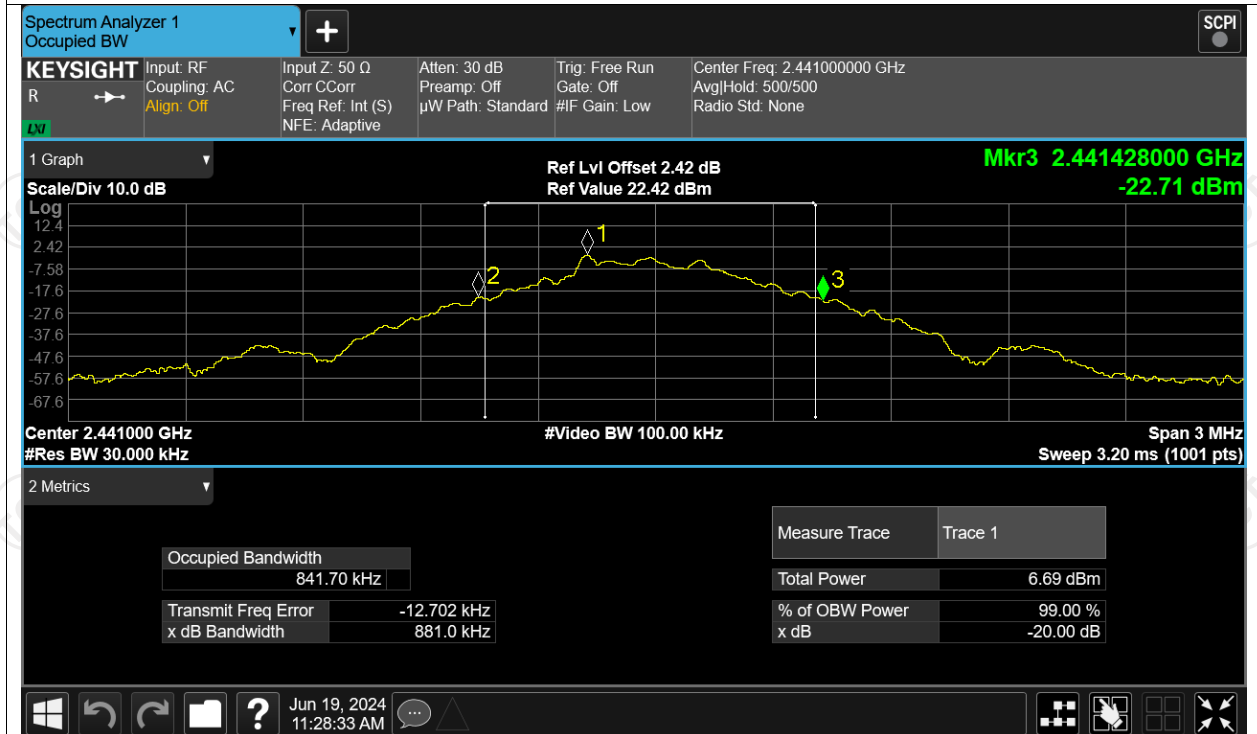 Spectrum Analyzer 1
Occupied BW
▼
+
SCPI
KEYSIGHT
R
LXI
Input: RF
Coupling: AC
Align: Off
Input Z: 50 Ω
Corr CCorr
Freq Ref: Int (S)
NFE: Adaptive
Atten: 30 dB
Preamp: Off
µW Path: Standard
Trig: Free Run
Gate: Off
#IF Gain: Low
Center Freq: 2.441000000 GHz
Avg|Hold: 500/500
Radio Std: None
1 Graph ▼
Scale/Div 10.0 dB
Ref Lvl Offset 2.42 dB
Ref Value 22.42 dBm
Mkr3 2.441428000 GHz
-22.71 dBm
Log
12.4
2.42
-7.58
-17.6
-27.6
-37.6
-47.6
-57.6
-67.6
1
2
3
Center 2.441000 GHz
#Res BW 30.000 kHz
#Video BW 100.00 kHz
Span 3 MHz
Sweep 3.20 ms (1001 pts)
2 Metrics ▼
Occupied Bandwidth
841.70 kHz
Transmit Freq Error -12.702 kHz
x dB Bandwidth 881.0 kHz
Measure Trace Trace 1
Total Power 6.69 dBm
% of OBW Power 99.00 %
x dB -20.00 dB
?
Jun 19, 2024
11:28:33 AM